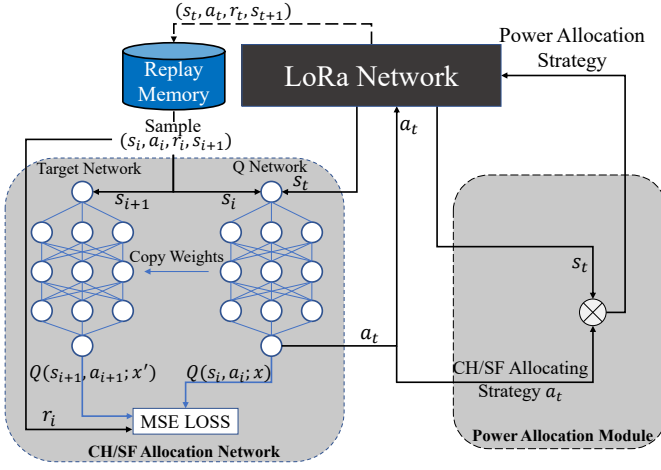 (s_t, a_t, r_t, s_{t+1})
Power Allocation
Strategy
Replay
Memory
LoRa Network
Sample
(s_i, a_i, r_i, s_{i+1})
a_t
Target Network
Q Network
s_{i+1}
s_i
s_t
Copy Weights
s_t
a_t
Q(s_{i+1}, a_{i+1}; x')
Q(s_i, a_i; x)
CH/SF Allocating
Strategy a_t
r_i
MSE LOSS
CH/SF Allocation Network
Power Allocation Module